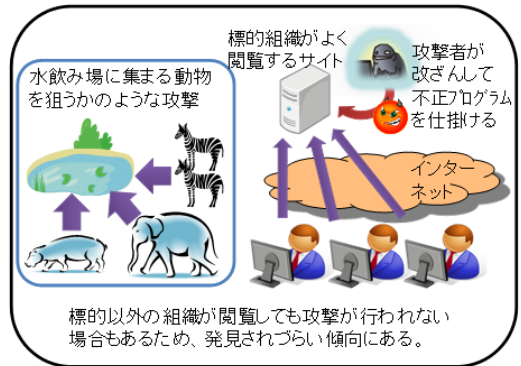 水飲み場に集まる動物
を狙うかのような攻撃
標的組織がよく
閲覧するサイト
攻撃者が
改ざんして
不正プログラム
を仕掛ける
インター
ネット
標的以外の組織が閲覧しても攻撃が行われない
場合もあるため、発見されづらい傾向にある。